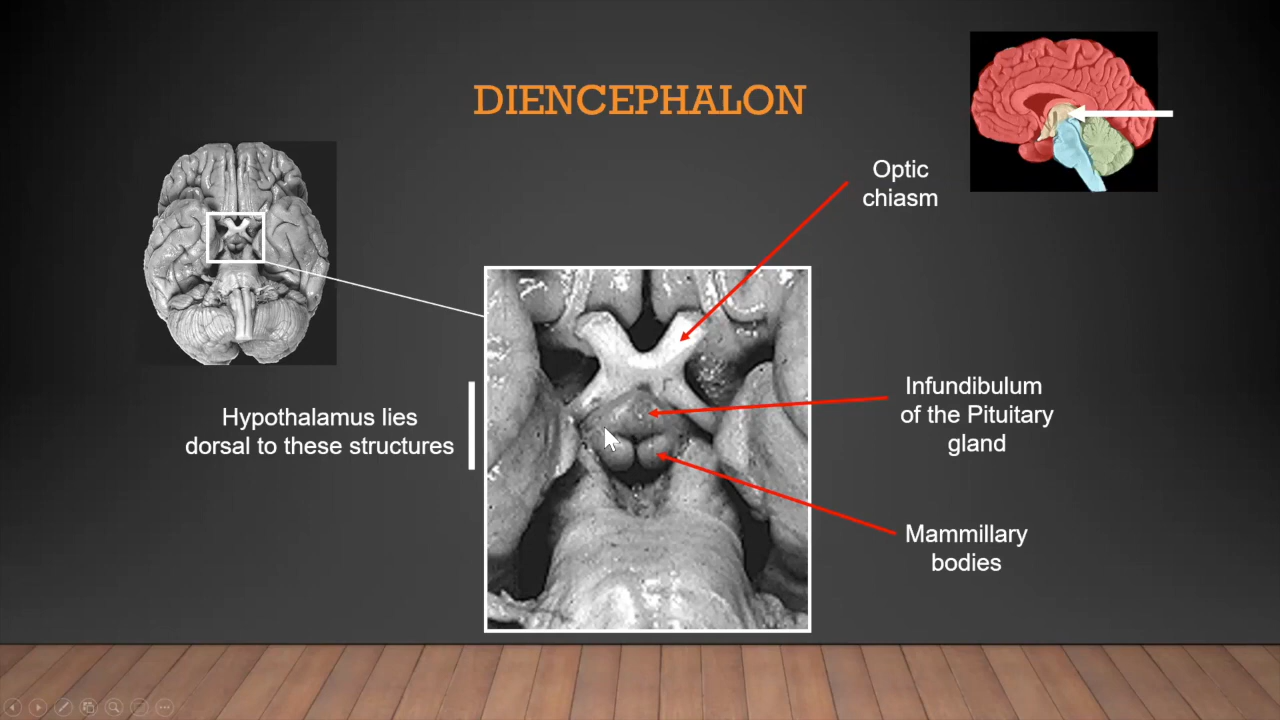 DIENCEPHALON
Optic
chiasm
Hypothalamus lies
dorsal to these structures
Infundibulum
of the Pituitary
gland
Mammillary
bodies